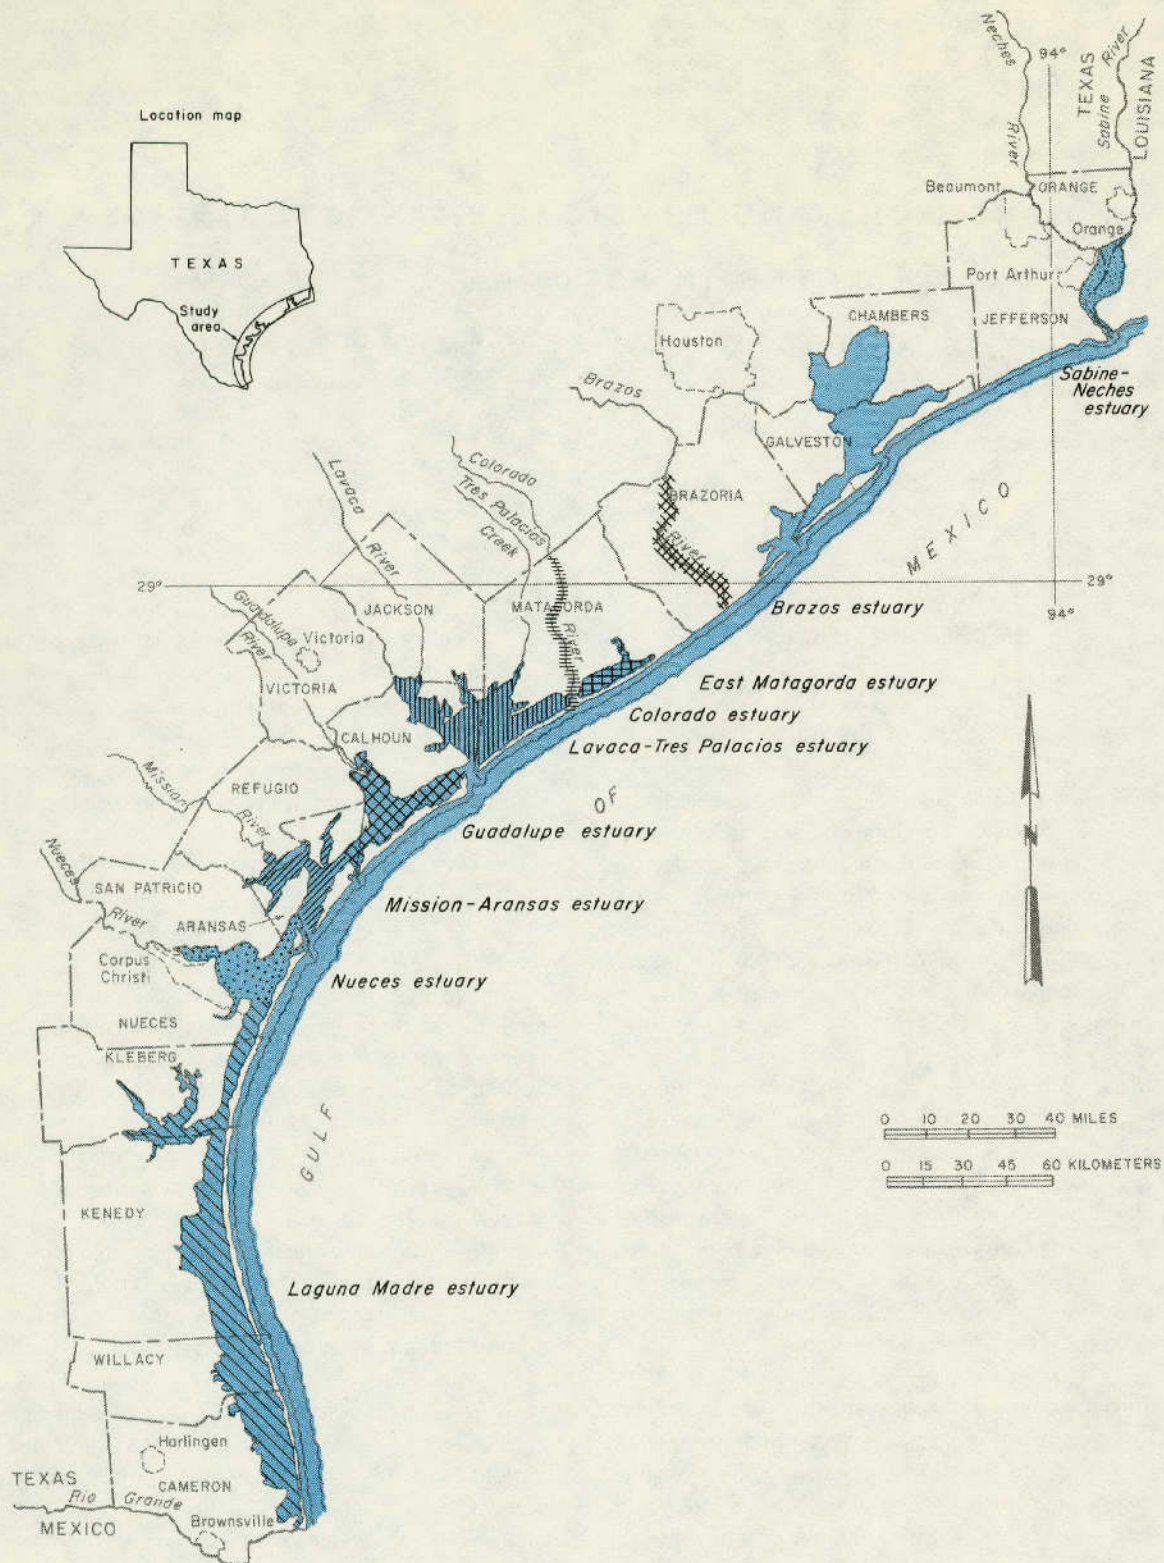 Location map
TEXAS
Study
area
Neches
River
94°
TEXAS
Sabine River
LOUISIANA
Beaumont
ORANGE
Orange
Port Arthur
CHAMBERS
JEFFERSON
Houston
Sabine-
Neches
estuary
Brazos
River
GALVESTON
BRAZORIA
Colorado
River
Tres Palacios
Creek
Lavaca
River
MEXICO
29°
29°
94°
JACKSON
MATAGORDA
Brazos estuary
Guadalupe
River
Victoria
VICTORIA
East Matagorda estuary
Colorado estuary
Lavaca-Tres Palacios estuary
CALHOUN
Mission
River
REFUGIO
OF
Guadalupe estuary
N
Nueces
River
SAN PATRICIO
ARANSAS
Mission-Aransas estuary
Corpus
Christi
Nueces estuary
NUECES
KLEBERG
GULF
0 10 20 30 40 MILES
0 15 30 45 60 KILOMETERS
KENEDY
Laguna Madre estuary
WILLACY
Harlingen
CAMERON
TEXAS
Rio Grande
MEXICO
Brownsville